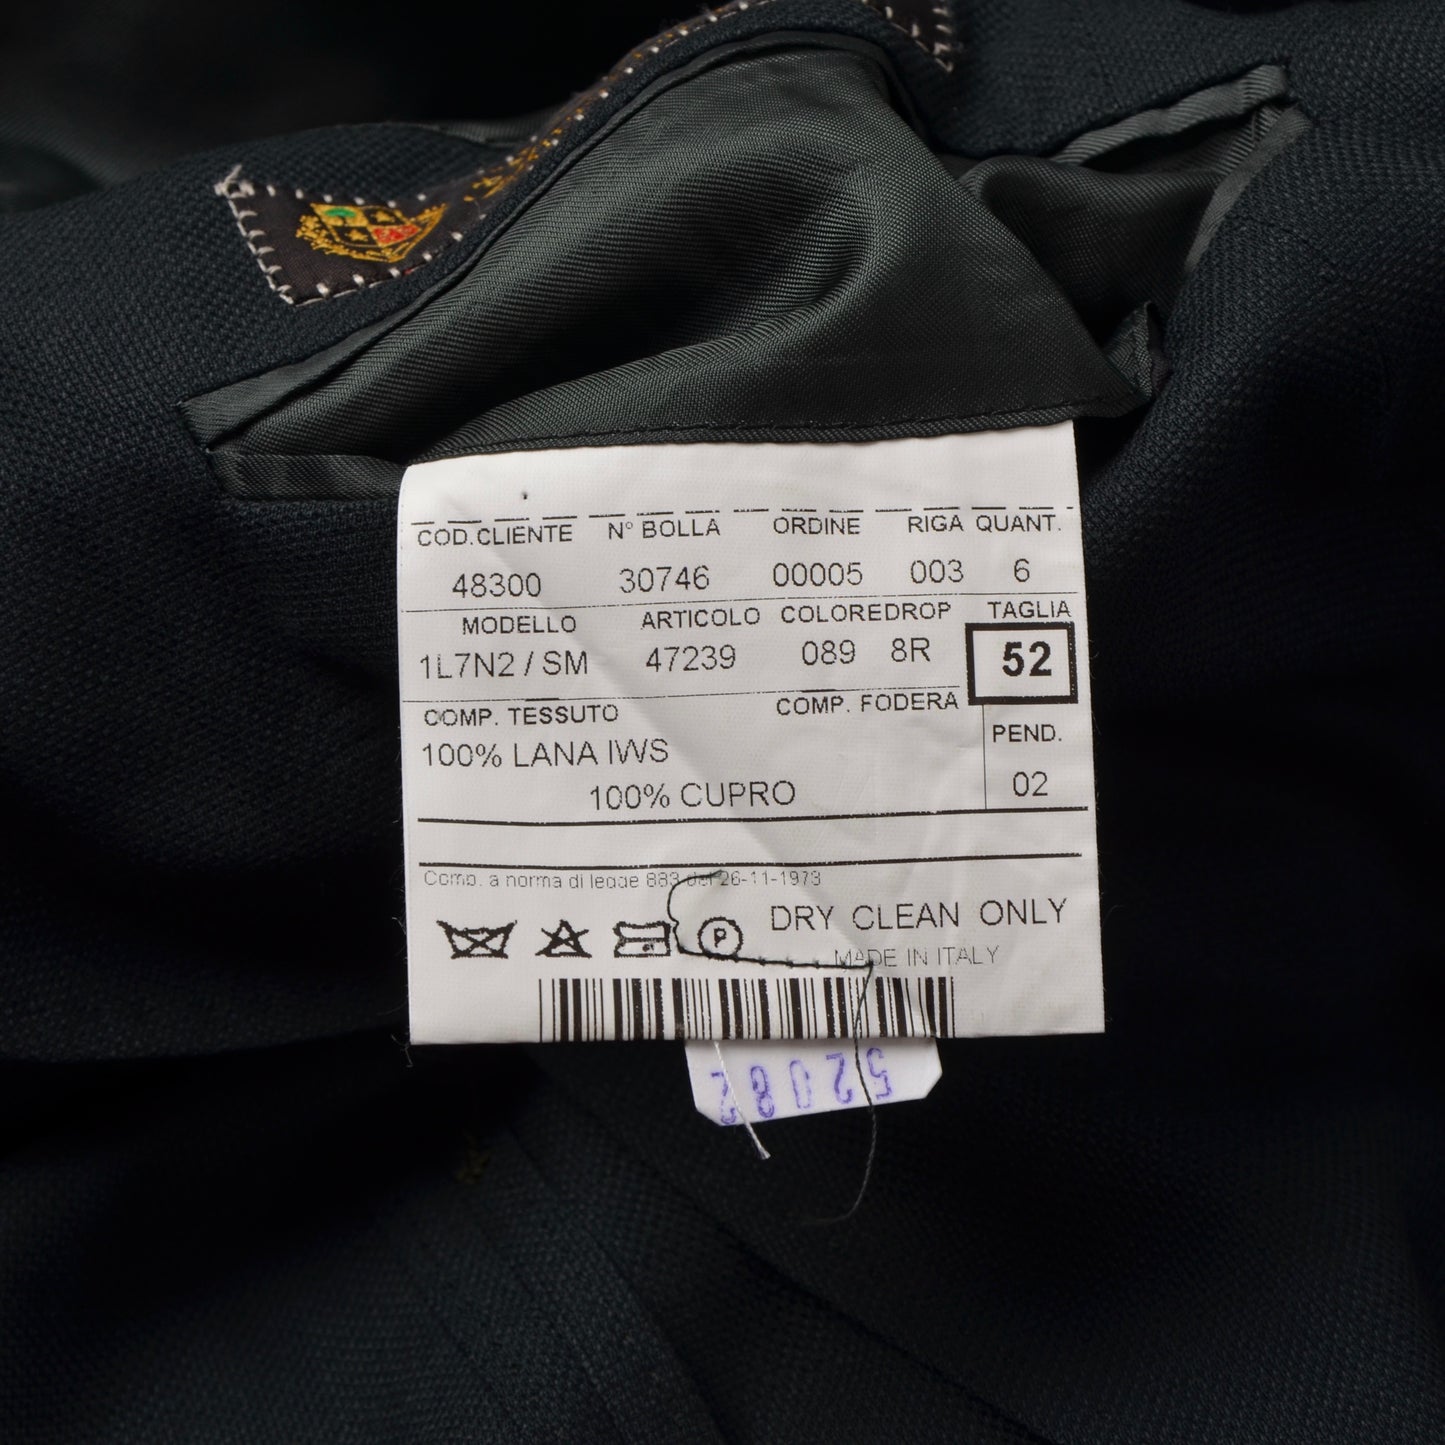 COD.CLIENTE N° BOLLA ORDINE RIGA QUANT.
48300 30746 00005 003 6
MODELLO ARTICOLO COLORE DROP TAGLIA
1L7N2 / SM 47239 089 8R 52
COMP. TESSUTO COMP. FODERA
PEND.
100% LANA IWS
100% CUPRO 02
Comp. a norma di legge 883 del 26-11-1973
P DRY CLEAN ONLY
MADE IN ITALY
52082